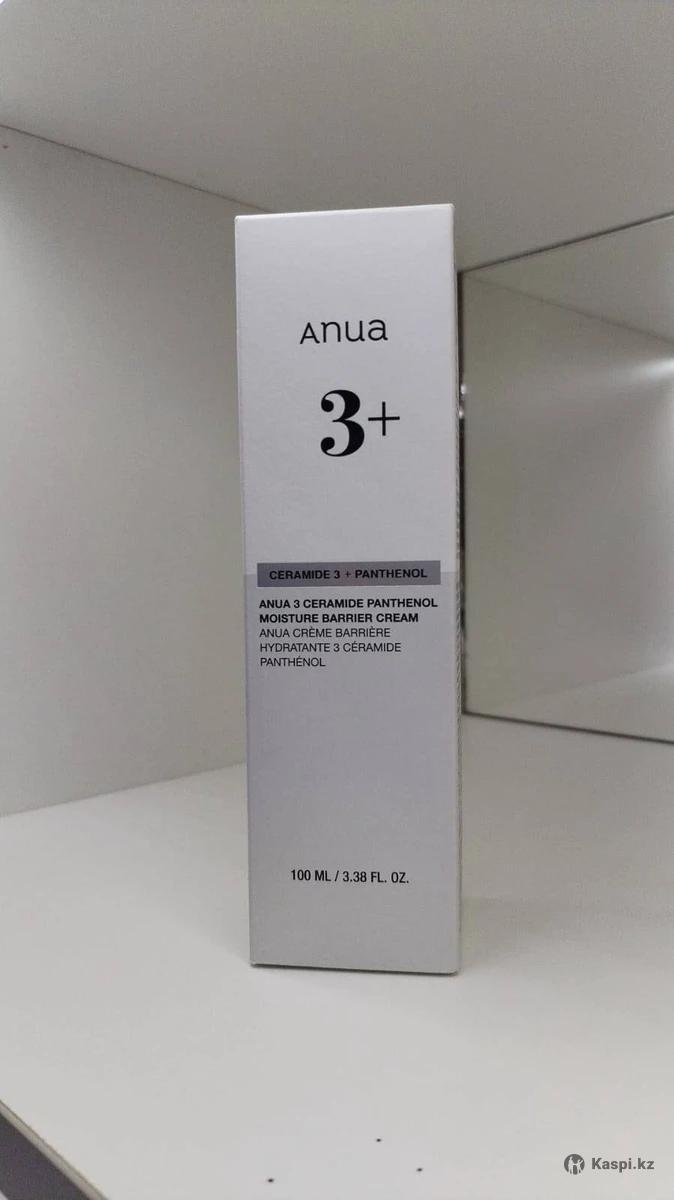 Anua
3+
CERAMIDE 3 + PANTHENOL
ANUA 3 CERAMIDE PANTHENOL
MOISTURE BARRIER CREAM
ANUA CRÈME BARRIÈRE
HYDRATANTE 3 CÉRAMIDE
PANTHÉNOL
100 ML / 3.38 FL. OZ.
Kaspi.kz